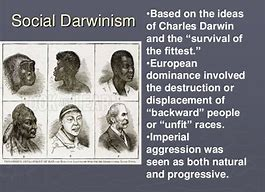 Social Darwinism
•Based on the ideas
of Charles Darwin
and the “survival of
the fittest.”
•European
dominance involved
the destruction or
displacement of
“backward” people
or “unfit” races.
•Imperial
aggression was
seen as both natural
and progressive.